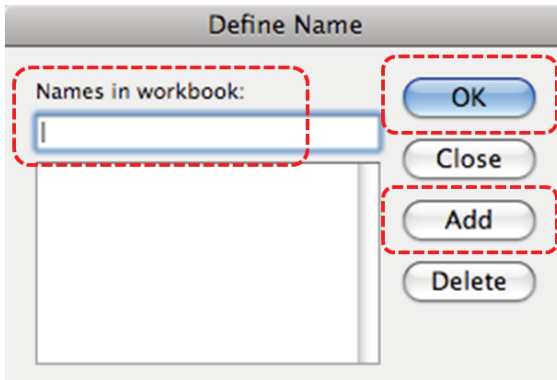 Define Name
Names in workbook:
OK
Close
Add
Delete